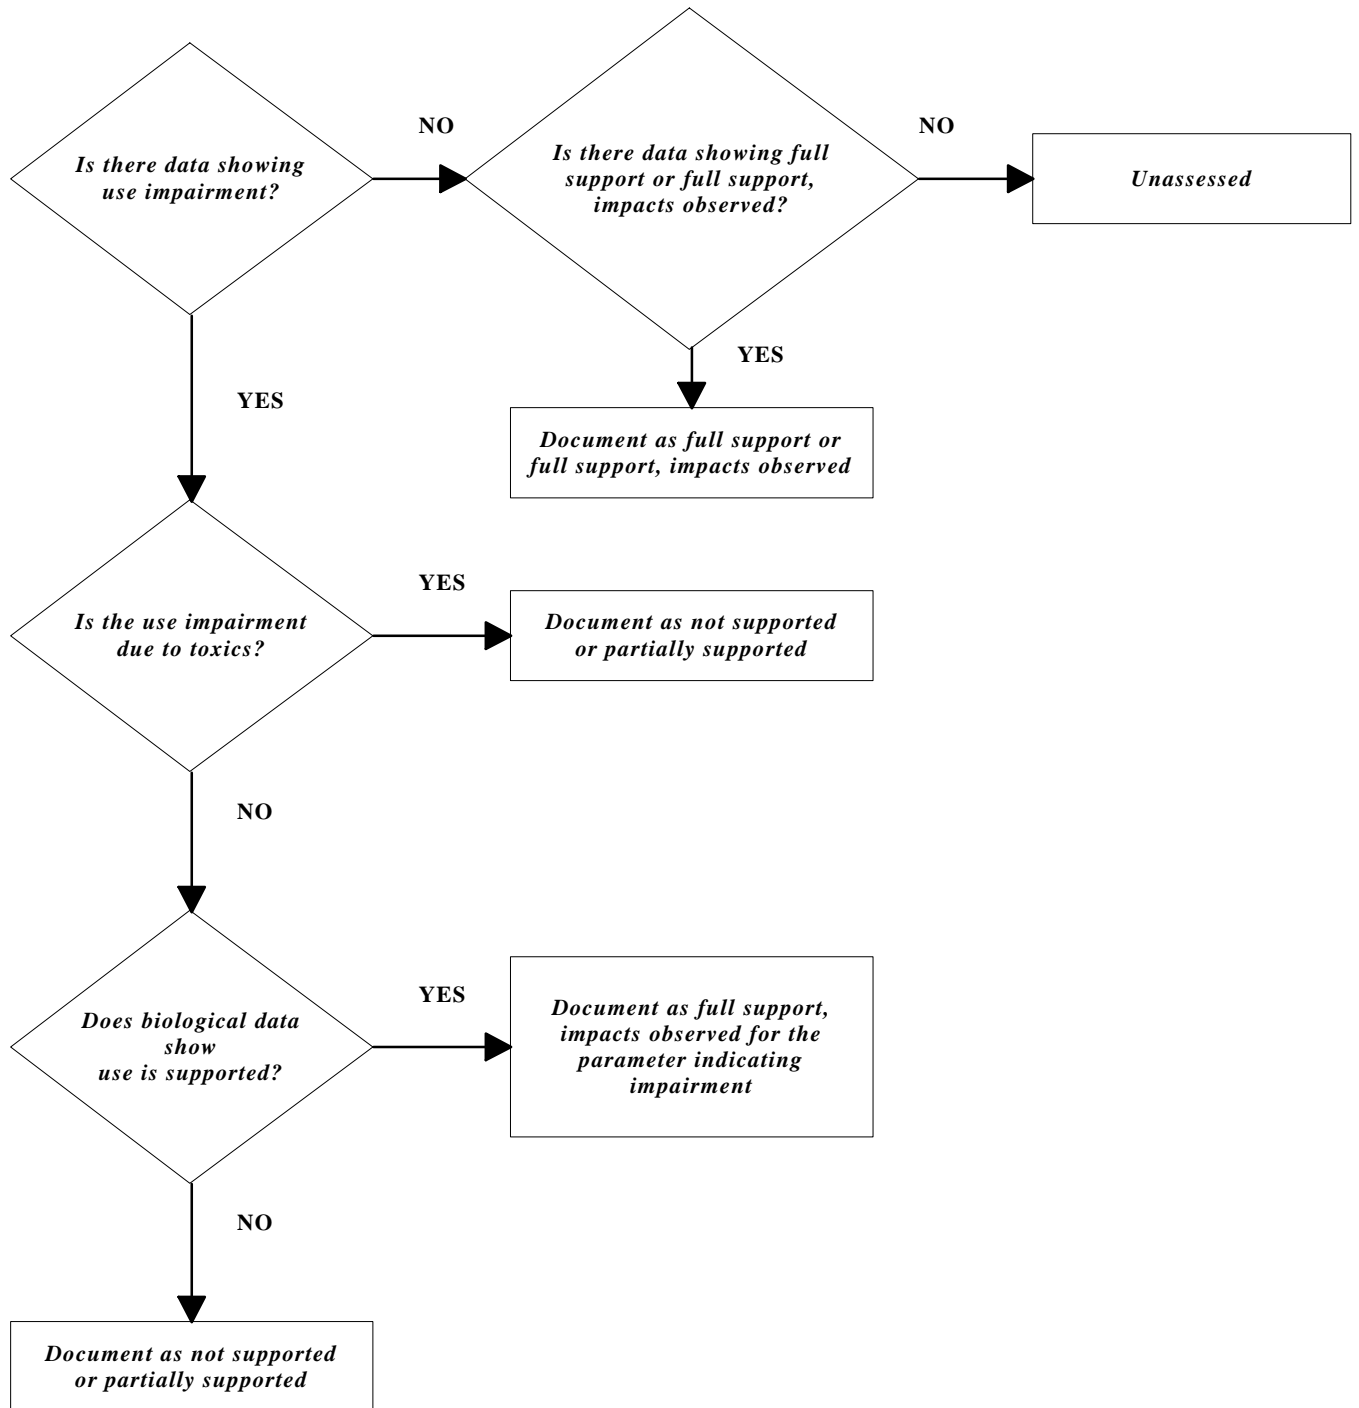 NO
NO
Is there data showing
use impairment?
Is there data showing full
support or full support,
impacts observed?
Unassessed
YES
YES
Document as full support or
full support, impacts observed
YES
Is the use impairment
due to toxics?
Document as not supported
or partially supported
NO
YES
Does biological data
show
use is supported?
Document as full support,
impacts observed for the
parameter indicating
impairment
NO
Document as not supported
or partially supported